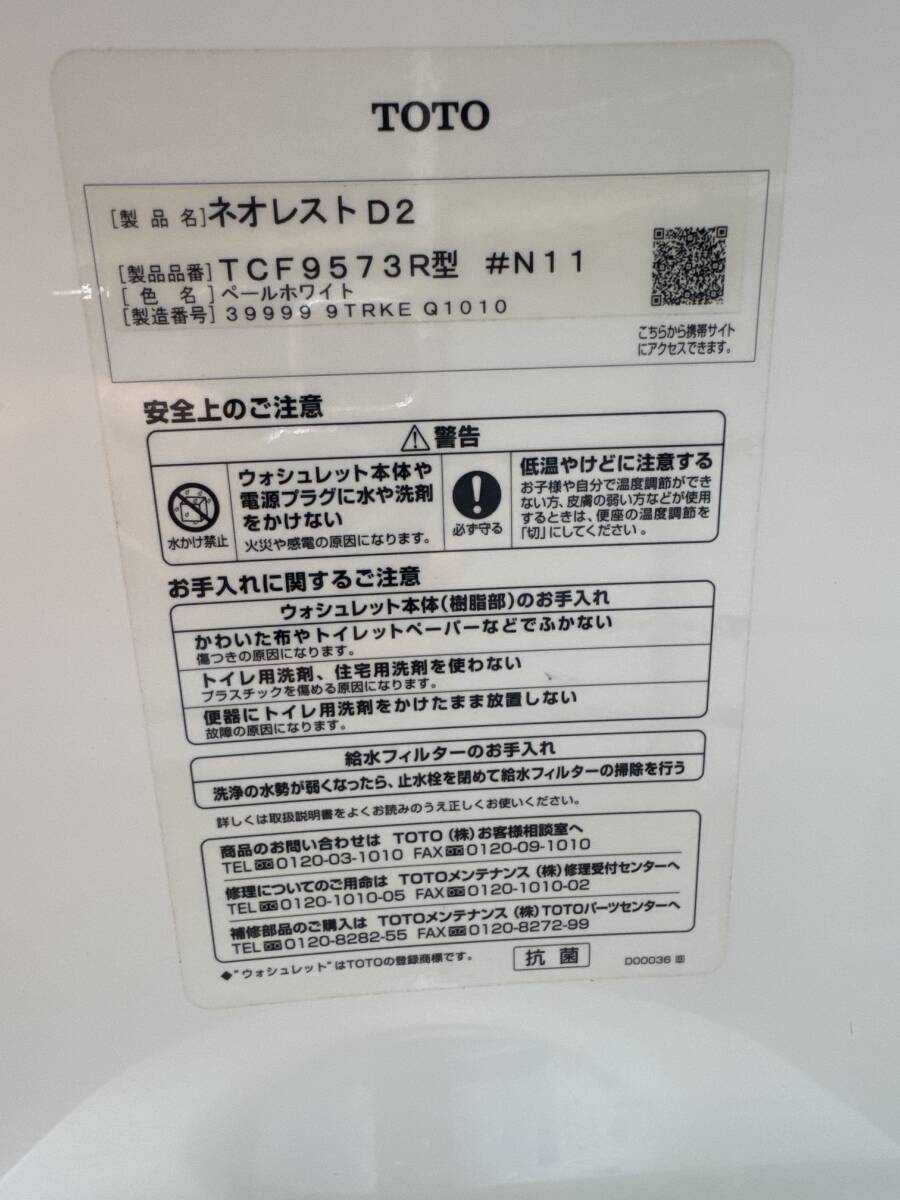 TOTO
[製 品 名]ネオレストD2
[製品品番]TCF9573R型 #N11
[ 色 名 ]ペールホワイト
[製造番号]39999 9TRKE Q1010
こちらから携帯サイト
にアクセスできます。
安全上のご注意
⚠警告
水かけ禁止
ウォシュレット本体や
電源プラグに水や洗剤
をかけない
火災や感電の原因になります。
必ず守る
低温やけどに注意する
お子様や自分で温度調節ができ
ない方、皮膚の弱い方などが使用
するときは、便座の温度調節を
「切」にしてください。
お手入れに関するご注意
ウォシュレット本体(樹脂部)のお手入れ
かわいた布やトイレットペーパーなどでふかない
傷つきの原因になります。
トイレ用洗剤、住宅用洗剤を使わない
プラスチックを傷める原因になります。
便器にトイレ用洗剤をかけたまま放置しない
故障の原因になります。
給水フィルターのお手入れ
洗浄の水勢が弱くなったら、止水栓を閉めて給水フィルターの掃除を行う
詳しくは取扱説明書をよくお読みのうえ正しくお使いください。
商品のお問い合わせは TOTO(株)お客様相談室へ
TEL 0120-03-1010 FAX 0120-09-1010
修理についてのご用命は TOTOメンテナンス(株)修理受付センターへ
TEL 0120-1010-05 FAX 0120-1010-02
補修部品のご購入は TOTOメンテナンス(株)TOTOパーツセンターへ
TEL 0120-8282-55 FAX 0120-8272-99
◆"ウォシュレット"はTOTOの登録商標です。
抗 菌
D00036